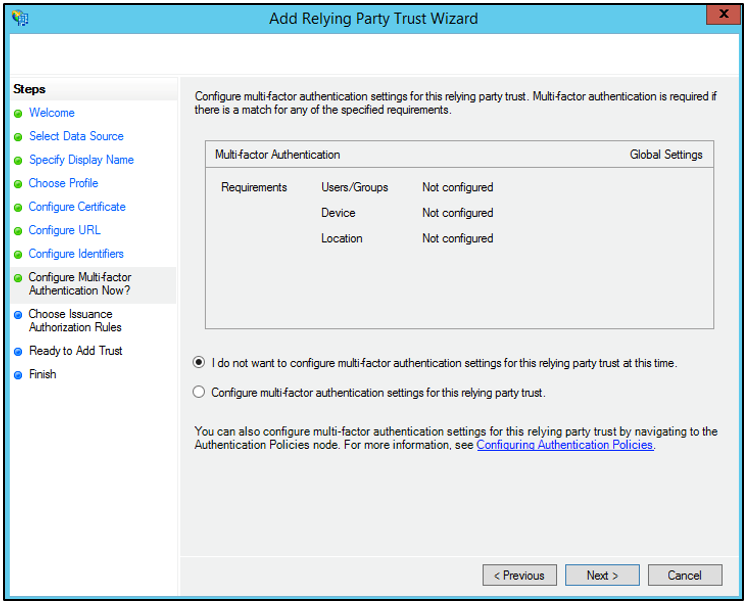 Add Relying Party Trust Wizard
x
Steps
Welcome
Select Data Source
Specify Display Name
Choose Profile
Configure Certificate
Configure URL
Configure Identifiers
Configure Multi-factor
Authentication Now?
Choose Issuance
Authorization Rules
Ready to Add Trust
Finish
Configure multi-factor authentication settings for this relying party trust. Multi-factor authentication is required if
there is a match for any of the specified requirements.
Multi-factor Authentication Global Settings
Requirements Users/Groups Not configured
Device Not configured
Location Not configured
I do not want to configure multi-factor authentication settings for this relying party trust at this time.
Configure multi-factor authentication settings for this relying party trust.
You can also configure multi-factor authentication settings for this relying party trust by navigating to the
Authentication Policies node. For more information, see Configuring Authentication Policies.
< Previous Next > Cancel